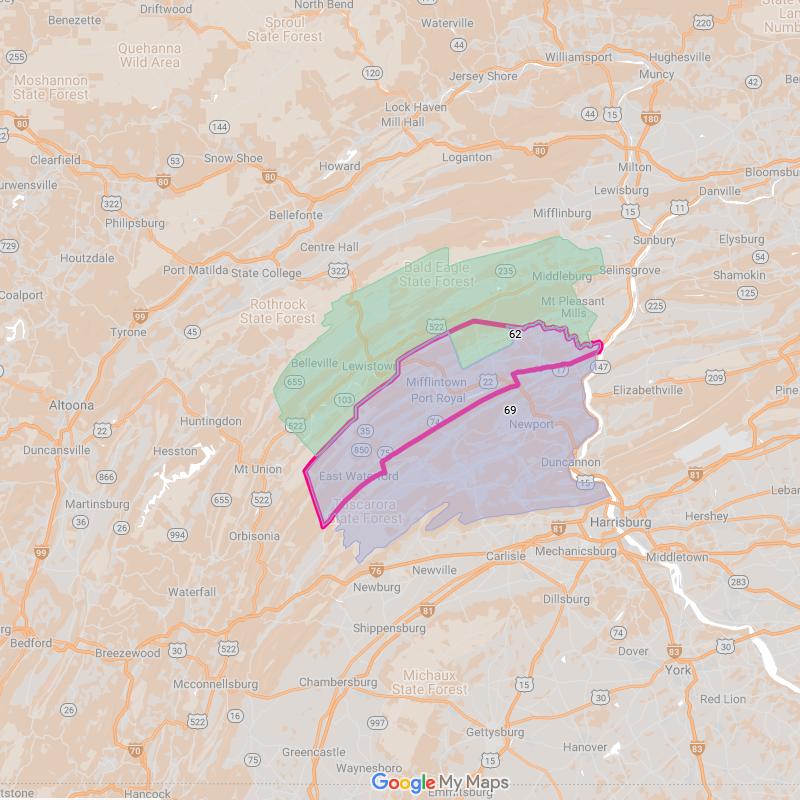 Driftwood
North Bend
Benezette
Sproul
State Forest
Waterville
220
State
Land
Quehanna
Wild Area
44
255
Williamsport
Hughesville
Muncy
Moshannon
State Forest
120
Jersey Shore
42
Lock Haven
Mill Hall
44
15
180
80
144
Clearfield
53
Snow Shoe
80
80
Howard
Loganton
80
Milton
Bloomsbu
urwensville
322
Lewisburg
Danville
Philipsburg
Bellefonte
Mifflinburg
15
11
729
Houtzdale
Centre Hall
Sunbury
Elysburg
54
Port Matilda
State College
322
Bald Eagle
State Forest
235
Middleburg
Selinsgrove
Shamokin
125
Coalport
99
Rothrock
State Forest
Mt Pleasant
Mills
225
Tyrone
45
522
62
Belleville
Lewistown
147
655
Mifflintown
22
17
Elizabethville
209
Pine
Altoona
103
Port Royal
69
22
Huntingdon
522
74
Newport
Duncansville
Hesston
35
850
75
Mt Union
Duncannon
81
866
East Waterford
Martinsburg
655
522
Leba
36
26
Tuscarora
State Forest
Hershey
994
Orbisonia
81
Harrisburg
99
Carlisle
Mechanicsburg
Middletown
76
Newville
Waterfall
Newburg
283
Dillsburg
81
rg
Bedford
Breezewood
30
522
Shippensburg
74
Dover
83
30
Michaux
State Forest
York
Mcconnellsburg
Chambersburg
15
30
Red Lion
26
522
16
997
Gettysburg
Hanover
83
70
75
Greencastle
15
Waynesboro
Google My Maps
ntstone
Hancock
Emmitsburg